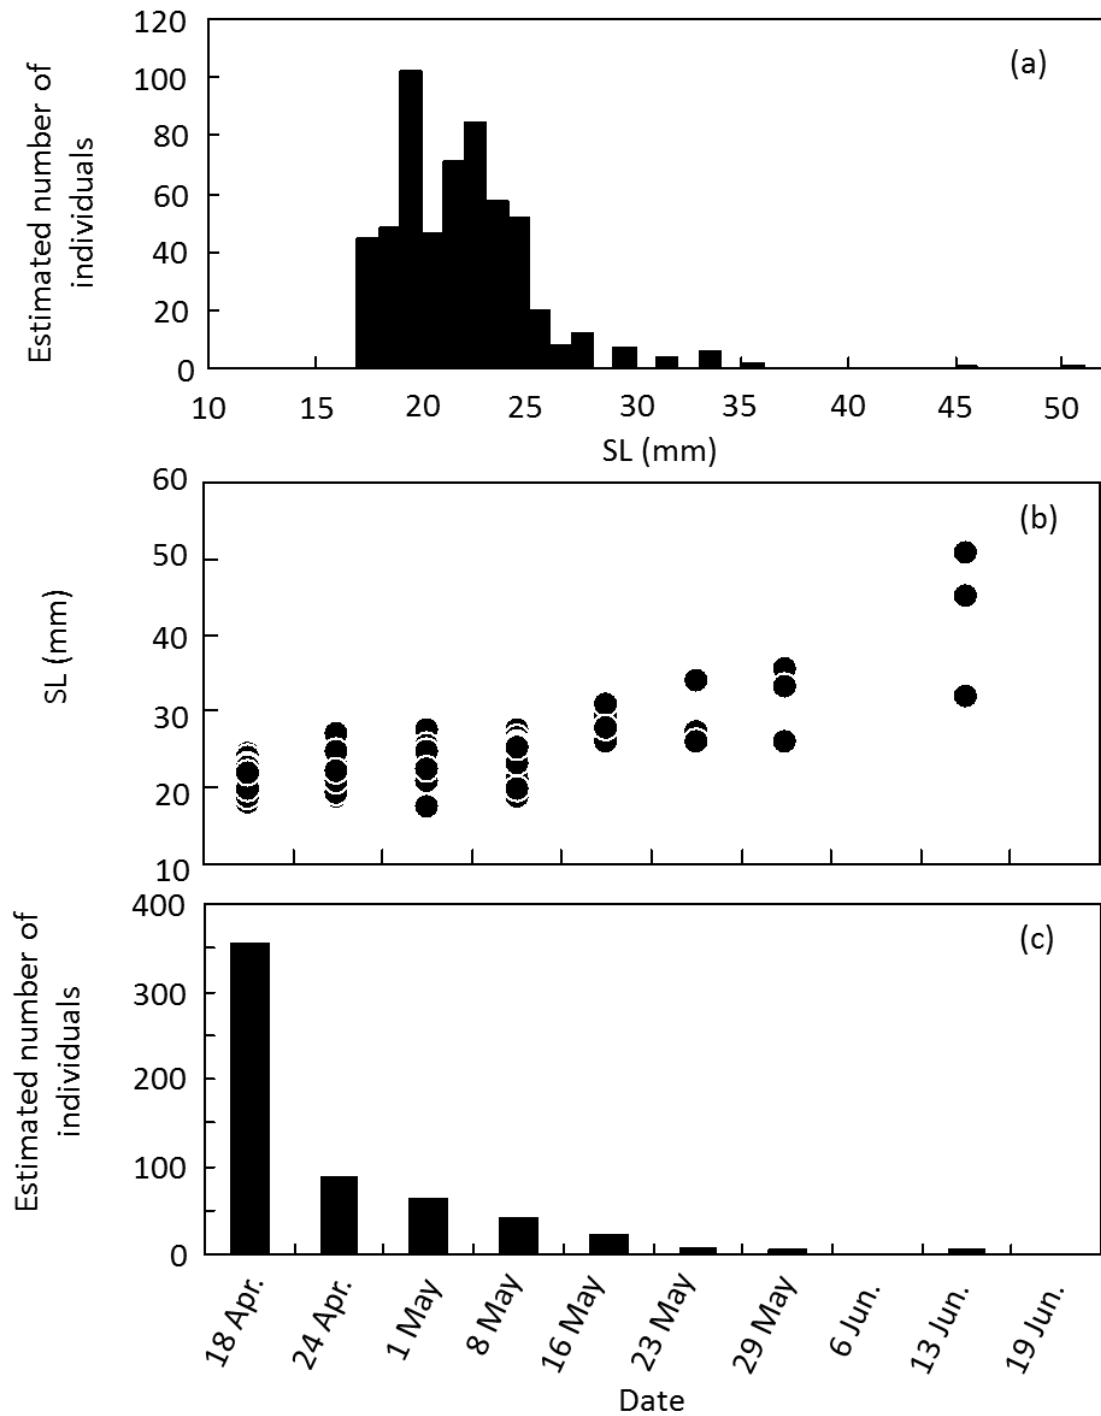 Estimated number of
individuals
120
100
80
60
40
20
0
(a)
10 15 20 25 30 35 40 45 50
SL (mm)
SL (mm)
60
50
40
30
20
10
(b)
Estimated number of
individuals
400
300
200
100
0
(c)
18 Apr. 24 Apr. 1 May 8 May 16 May 23 May 29 May 6 Jun. 13 Jun. 19 Jun.
Date